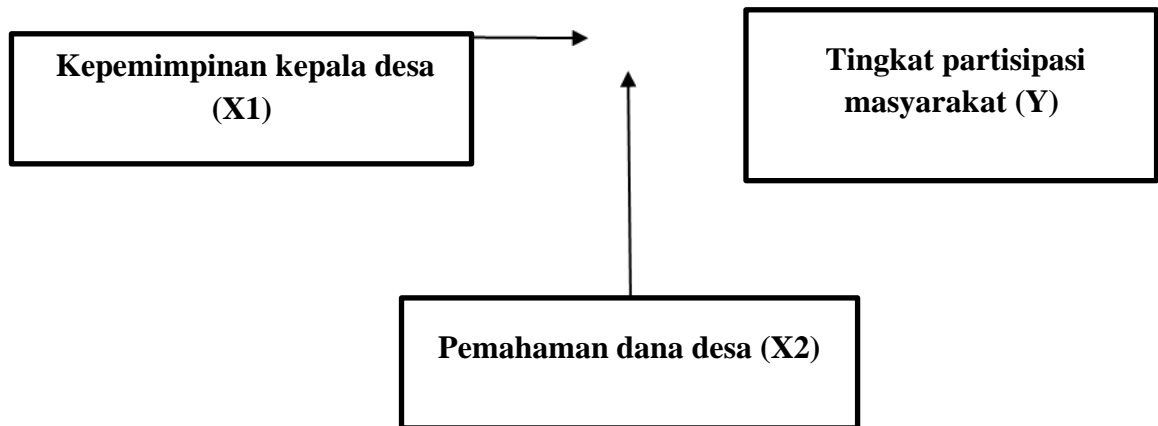 Kepemimpinan kepala desa
(X1)
Tingkat partisipasi
masyarakat (Y)
Pemahaman dana desa (X2)